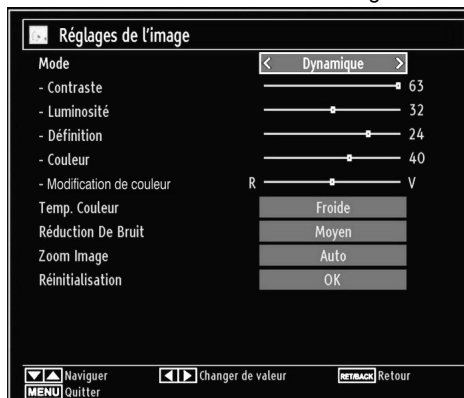 Réglages de l'image
Mode < Dynamique >
- Contraste 63
- Luminosité 32
- Définition 24
- Couleur 40
- Modification de couleur R V
Temp. Couleur Froide
Réduction De Bruit Moyen
Zoom Image Auto
Réinitialisation OK
Naviguer Changer de valeur RET/BACK Retour
MENU Quitter